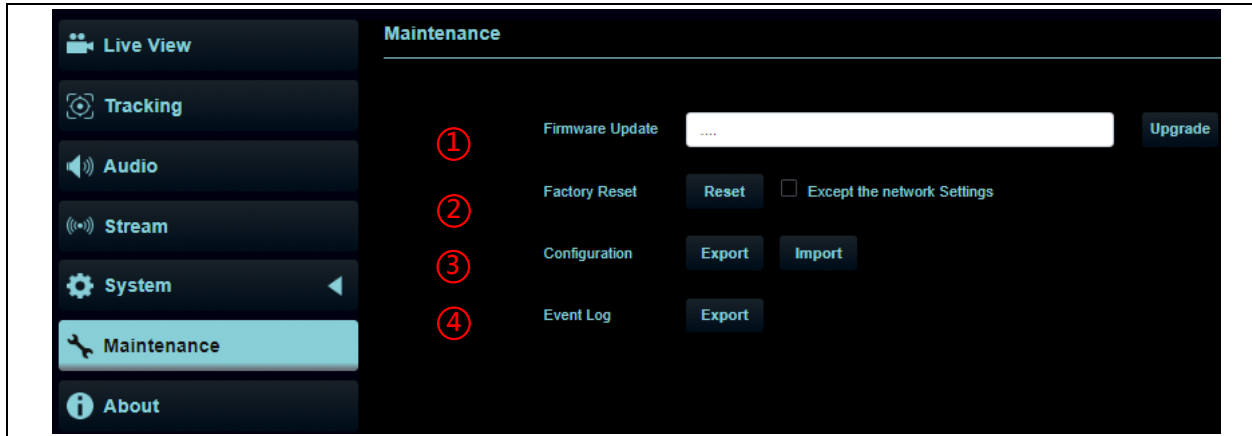 Live View
Tracking
Audio
Stream
System
Maintenance
About
Maintenance
① Firmware Update .... Upgrade
② Factory Reset Reset Except the network Settings
③ Configuration Export Import
④ Event Log Export